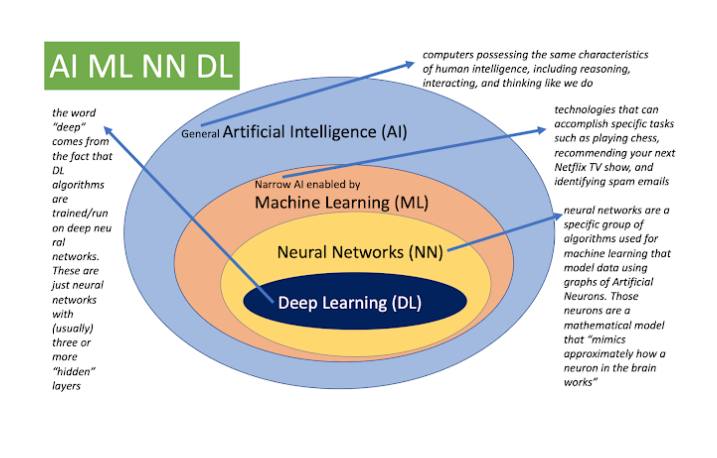 AI ML NN DL
computers possessing the same characteristics
of human intelligence, including reasoning,
interacting, and thinking like we do
General Artificial Intelligence (AI)
technologies that can
accomplish specific tasks
such as playing chess,
recommending your next
Netflix TV show, and
identifying spam emails
Narrow AI enabled by
Machine Learning (ML)
neural networks are a
specific group of
algorithms used for
machine learning that
model data using
graphs of Artificial
Neurons. Those
neurons are a
mathematical model
that “mimics
approximately how a
neuron in the brain
works”
Neural Networks (NN)
Deep Learning (DL)
the word
“deep”
comes from
the fact that
DL
algorithms
are
trained/run
on deep neu
ral
networks.
These are
just neural
networks
with
(usually)
three or
more
“hidden”
layers